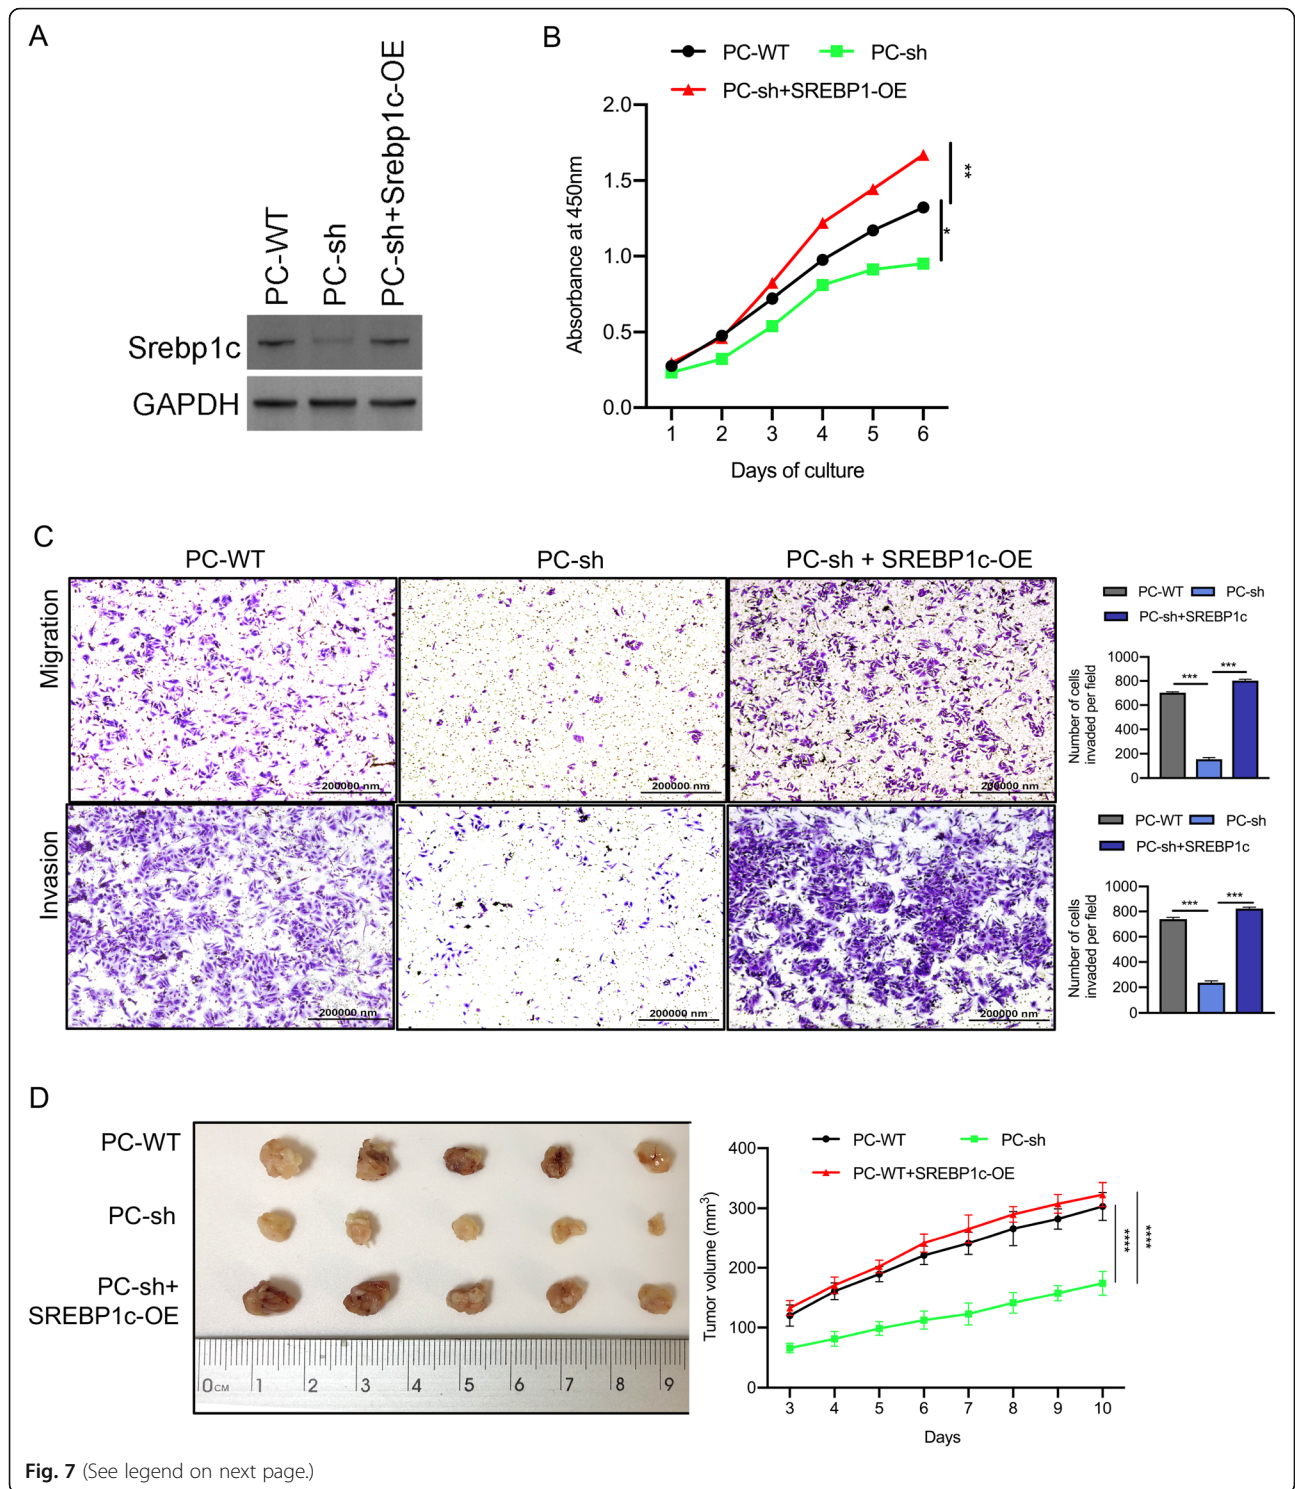 A
PC-WT
PC-sh
PC-sh+Srebp1c-OE
Srebp1c
GAPDH
B
PC-WT
PC-sh
PC-sh+SREBP1-OE
Absorbance at 450nm
2.0
1.5
1.0
0.5
0.0
**
*
1 2 3 4 5 6
Days of culture
C
PC-WT
PC-sh
PC-sh + SREBP1c-OE
Migration
200000 nm
200000 nm
200000 nm
PC-WT
PC-sh
PC-sh+SREBP1c
Number of cells
invaded per field
1000
800
600
400
200
0
***
***
Invasion
200000 nm
200000 nm
200000 nm
PC-WT
PC-sh
PC-sh+SREBP1c
Number of cells
invaded per field
1000
800
600
400
200
0
***
***
D
PC-WT
PC-sh
PC-sh+
SREBP1c-OE
0CM 1 2 3 4 5 6 7 8 9
PC-WT
PC-sh
PC-WT+SREBP1c-OE
Tumor volume (mm³)
400
300
200
100
0
****
****
3 4 5 6 7 8 9 10
Days
Fig. 7 (See legend on next page.)